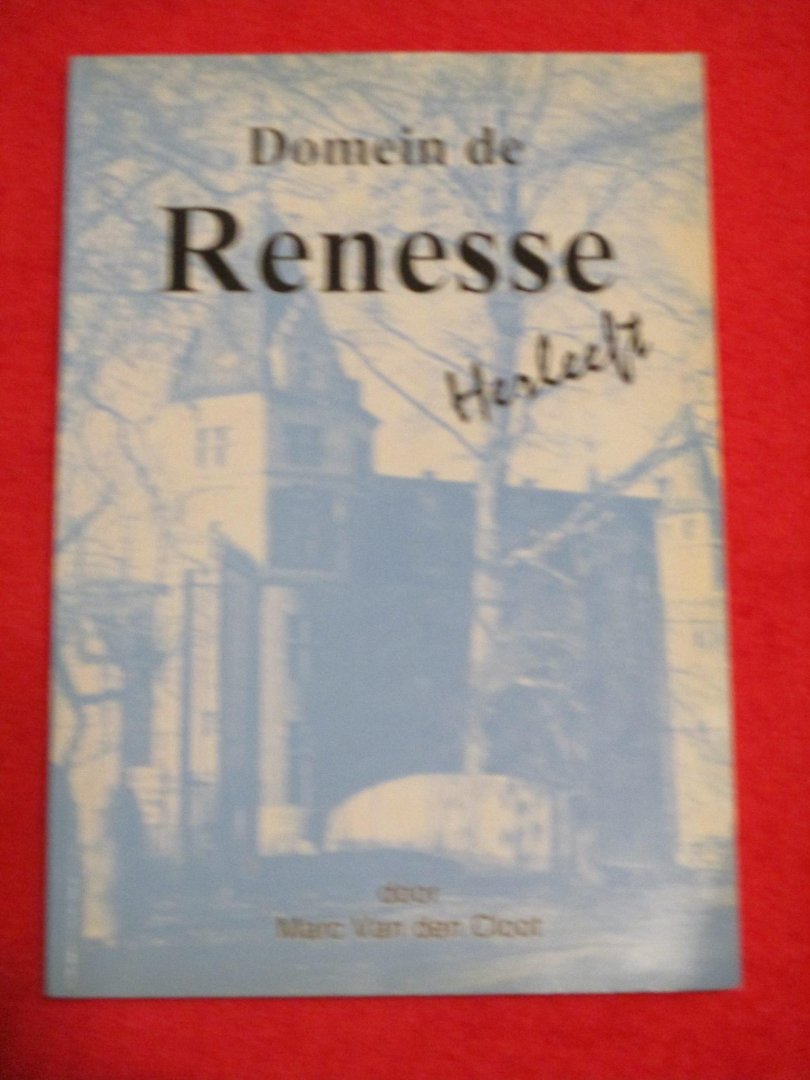 Domein de
Renesse
Herleeft
door
Marc Van den Cloot